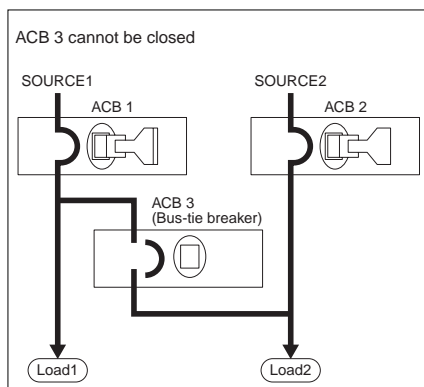 ACB 3 cannot be closed
SOURCE1
SOURCE2
ACB 1
ACB 2
ACB 3
(Bus-tie breaker)
Load1
Load2